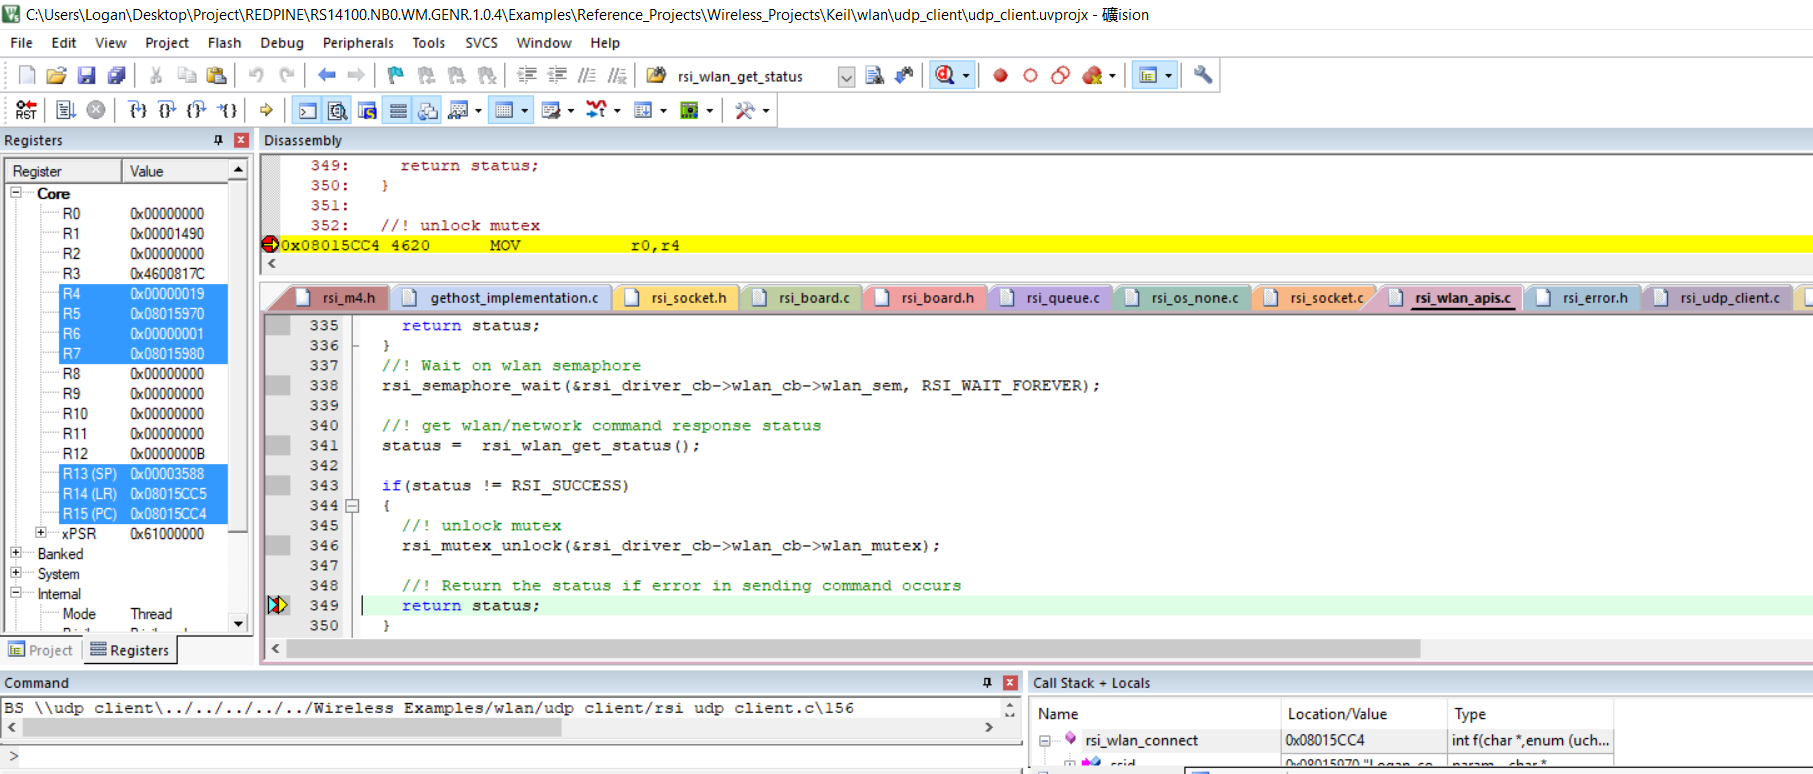 C:\Users\Logan\Desktop\Project\REDPINE\RS14100.NB0.WM.GENR.1.0.4\Examples\Reference_Projects\Wireless_Projects\Keil\wlan\udp_client\udp_client.uvprojx - 礦ision
File Edit View Project Flash Debug Peripherals Tools SVCS Window Help
rsi_wlan_get_status
RST
Registers
Register Value
Core
R0 0x00000000
R1 0x00001490
R2 0x00000000
R3 0x4600817C
R4 0x00000019
R5 0x08015970
R6 0x00000001
R7 0x08015980
R8 0x00000000
R9 0x00000000
R10 0x00000000
R11 0x00000000
R12 0x0000000B
R13 (SP) 0x00003588
R14 (LR) 0x08015CC5
R15 (PC) 0x08015CC4
xPSR 0x61000000
Banked
System
Internal
Mode Thread
Project Registers
Disassembly
349: return status;
350: }
351:
352: //! unlock mutex
0x08015CC4 4620 MOV r0,r4
rsi_m4.h gethost_implementation.c rsi_socket.h rsi_board.c rsi_board.h rsi_queue.c rsi_os_none.c rsi_socket.c rsi_wlan_apis.c rsi_error.h rsi_udp_client.c
335 return status;
336 }
337 //! Wait on wlan semaphore
338 rsi_semaphore_wait(&rsi_driver_cb->wlan_cb->wlan_sem, RSI_WAIT_FOREVER);
339
340 //! get wlan/network command response status
341 status = rsi_wlan_get_status();
342
343 if(status != RSI_SUCCESS)
344 {
345 //! unlock mutex
346 rsi_mutex_unlock(&rsi_driver_cb->wlan_cb->wlan_mutex);
347
348 //! Return the status if error in sending command occurs
349 return status;
350 }
Command
BS \\udp client\../../../../../Wireless Examples/wlan/udp client/rsi udp client.c\156
>
Call Stack + Locals
Name Location/Value Type
rsi_wlan_connect 0x08015CC4 int f(char *,enum (uch...
ssid 0x08015970 "Logan_co param - char *